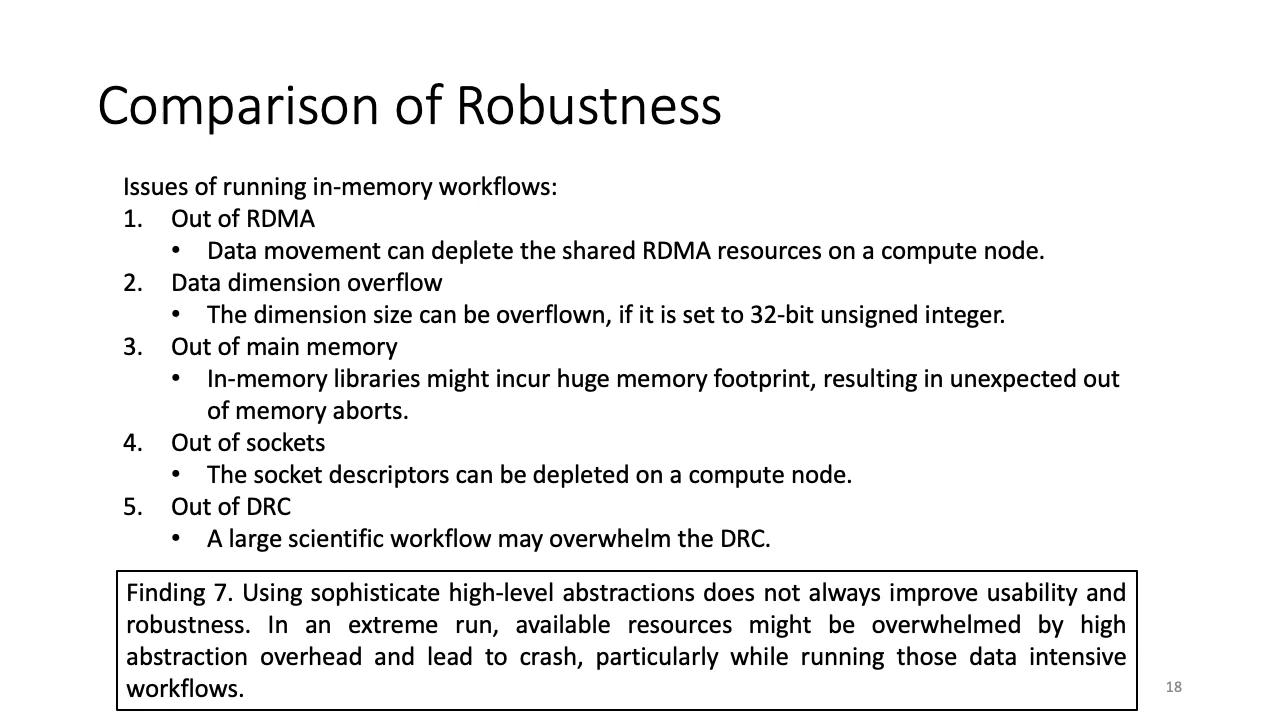 Comparison of Robustness
Issues of running in-memory workflows:
1. Out of RDMA
• Data movement can deplete the shared RDMA resources on a compute node.
2. Data dimension overflow
• The dimension size can be overflown, if it is set to 32-bit unsigned integer.
3. Out of main memory
• In-memory libraries might incur huge memory footprint, resulting in unexpected out
of memory aborts.
4. Out of sockets
• The socket descriptors can be depleted on a compute node.
5. Out of DRC
• A large scientific workflow may overwhelm the DRC.
Finding 7. Using sophisticate high-level abstractions does not always improve usability and
robustness. In an extreme run, available resources might be overwhelmed by high
abstraction overhead and lead to crash, particularly while running those data intensive
workflows.
18